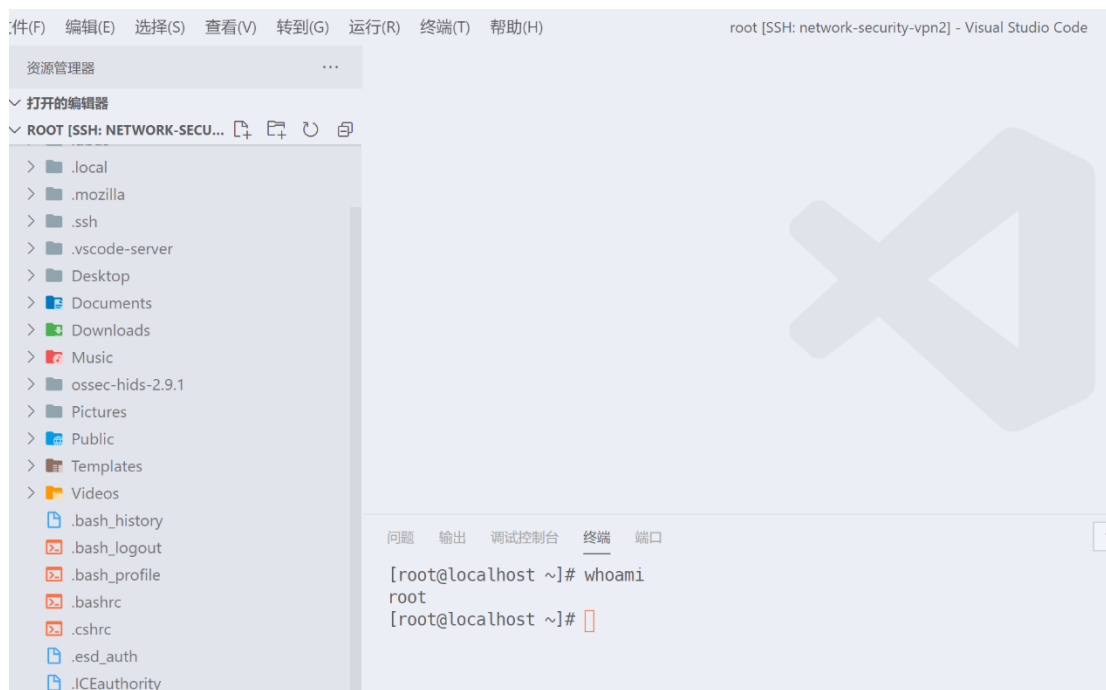 件(F) 编辑(E) 选择(S) 查看(V) 转到(G) 运行(R) 终端(T) 帮助(H) root [SSH: network-security-vpn2] - Visual Studio Code
资源管理器 ···
打开的编辑器
ROOT [SSH: NETWORK-SECU...
.local
.mozilla
.ssh
.vscode-server
Desktop
Documents
Downloads
Music
ossec-hids-2.9.1
Pictures
Public
Templates
Videos
.bash_history
.bash_logout
.bash_profile
.bashrc
.cshrc
.esd_auth
.ICEauthority
问题 输出 调试控制台 终端 端口
[root@localhost ~]# whoami
root
[root@localhost ~]#